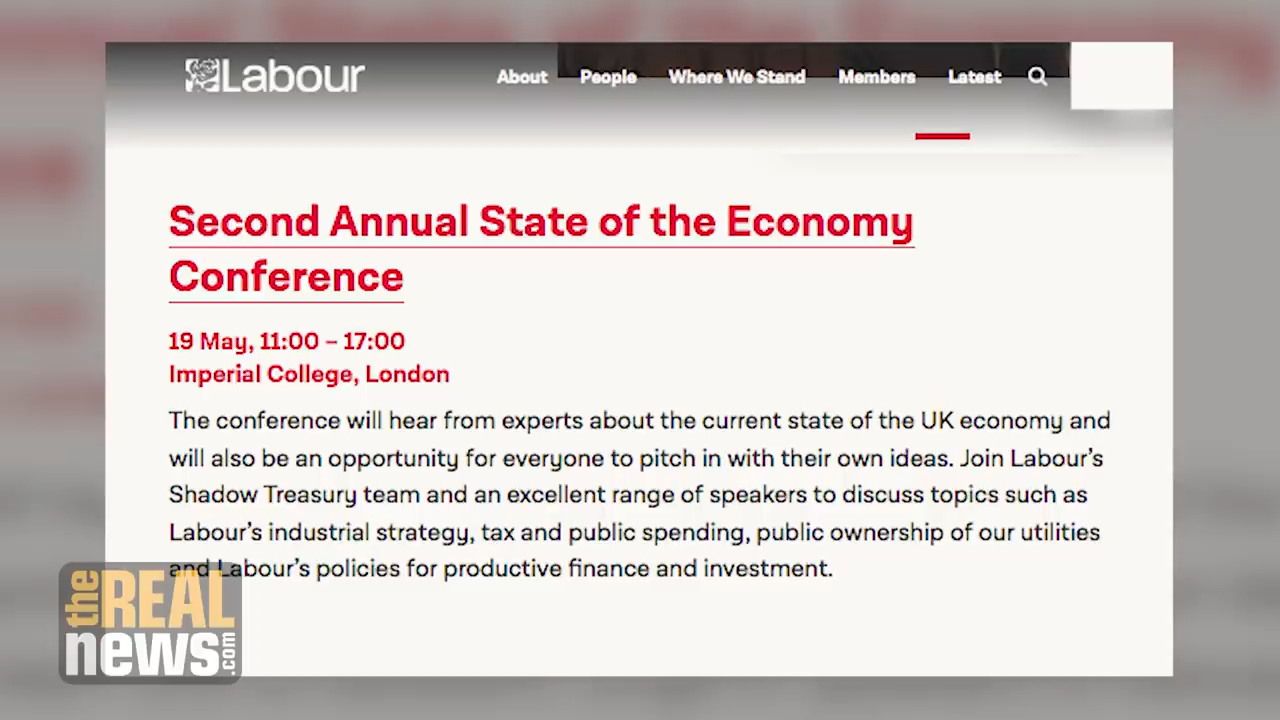 Labour
About People Where We Stand Members Latest
Second Annual State of the Economy
Conference
19 May, 11:00 – 17:00
Imperial College, London
The conference will hear from experts about the current state of the UK economy and
will also be an opportunity for everyone to pitch in with their own ideas. Join Labour's
Shadow Treasury team and an excellent range of speakers to discuss topics such as
Labour's industrial strategy, tax and public spending, public ownership of our utilities
and Labour's policies for productive finance and investment.
the REAL
news.com